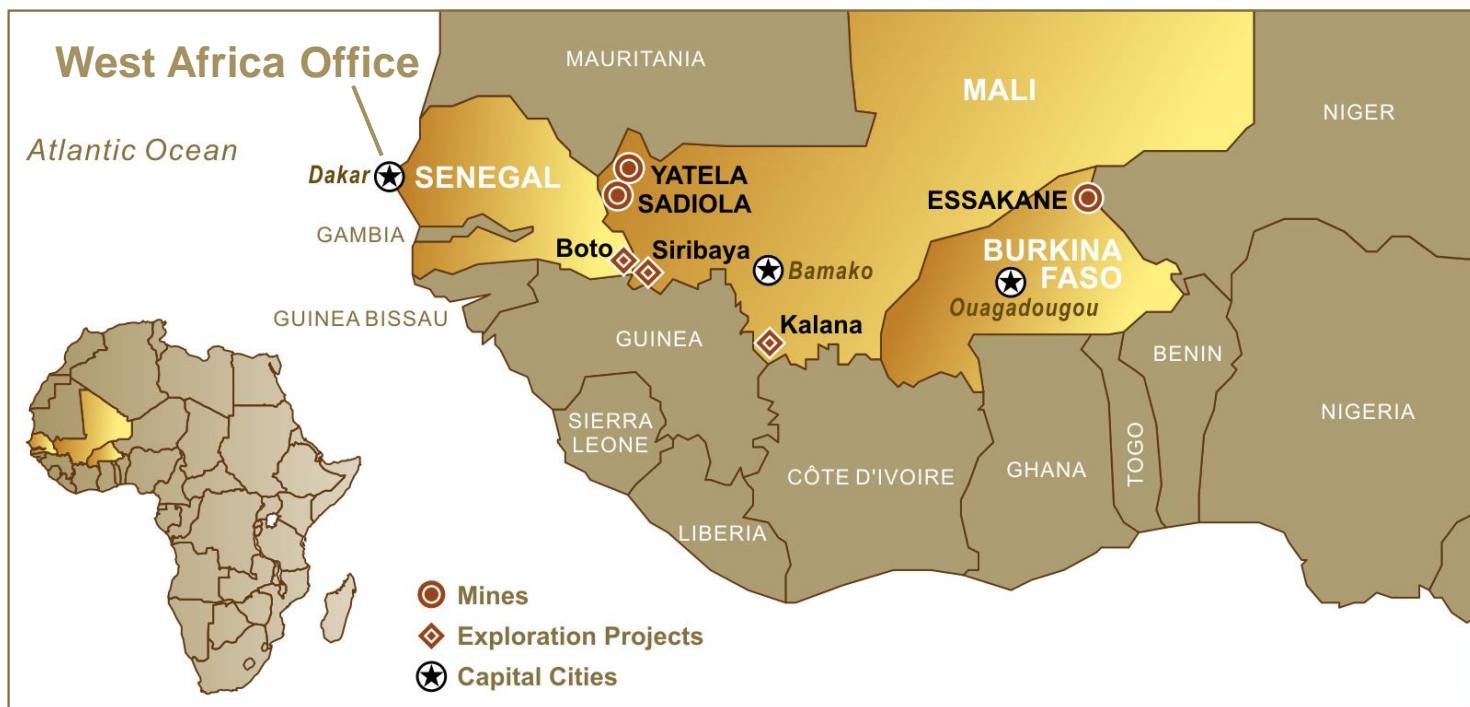 West Africa Office
MAURITANIA
MALI
NIGER
Atlantic Ocean
Dakar
SENEGAL
YATELA
SADIOLA
ESSAKANE
GAMBIA
Boto
Siribaya
Bamako
BURKINA
FASO
Ouagadougou
GUINEA BISSAU
GUINEA
Kalana
BENIN
SIERRA
LEONE
CÔTE D'IVOIRE
GHANA
TOGO
NIGERIA
LIBERIA
Mines
Exploration Projects
Capital Cities